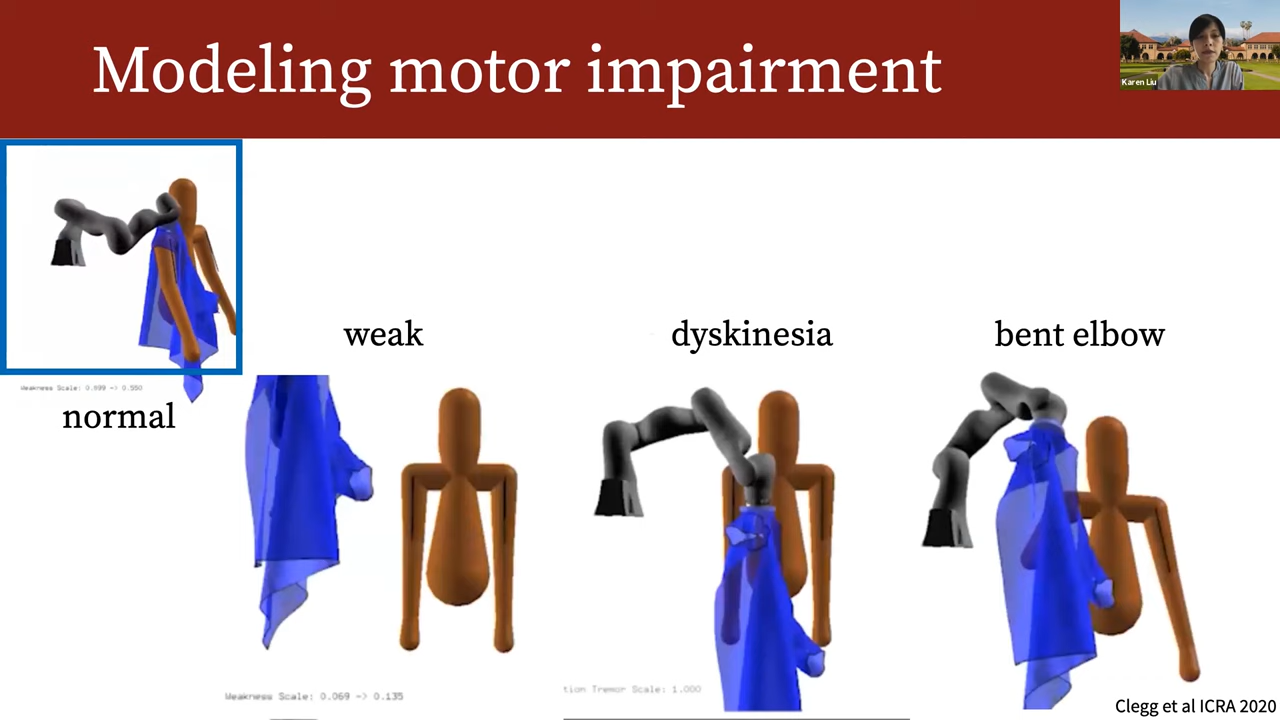 Modeling motor impairment
Karen Liu
weak
dyskinesia
bent elbow
Weakness Scale: 0.899 -> 0.550
normal
Weakness Scale: 0.069 -> 0.135
tion Tremor Scale: 1.000
Clegg et al ICRA 2020